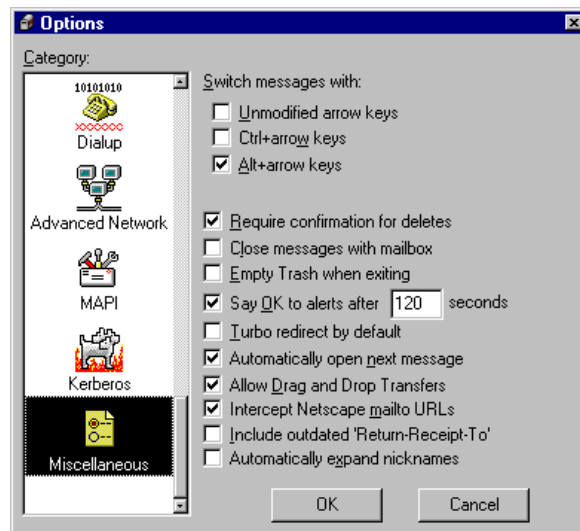 Options
Category:
10101010
Dialup
Advanced Network
MAPI
Kerberos
Miscellaneous
Switch messages with:
Unmodified arrow keys
Ctrl+arrow keys
Alt+arrow keys
Require confirmation for deletes
Close messages with mailbox
Empty Trash when exiting
Say OK to alerts after 120 seconds
Turbo redirect by default
Automatically open next message
Allow Drag and Drop Transfers
Intercept Netscape mailto URLs
Include outdated 'Return-Receipt-To'
Automatically expand nicknames
OK Cancel